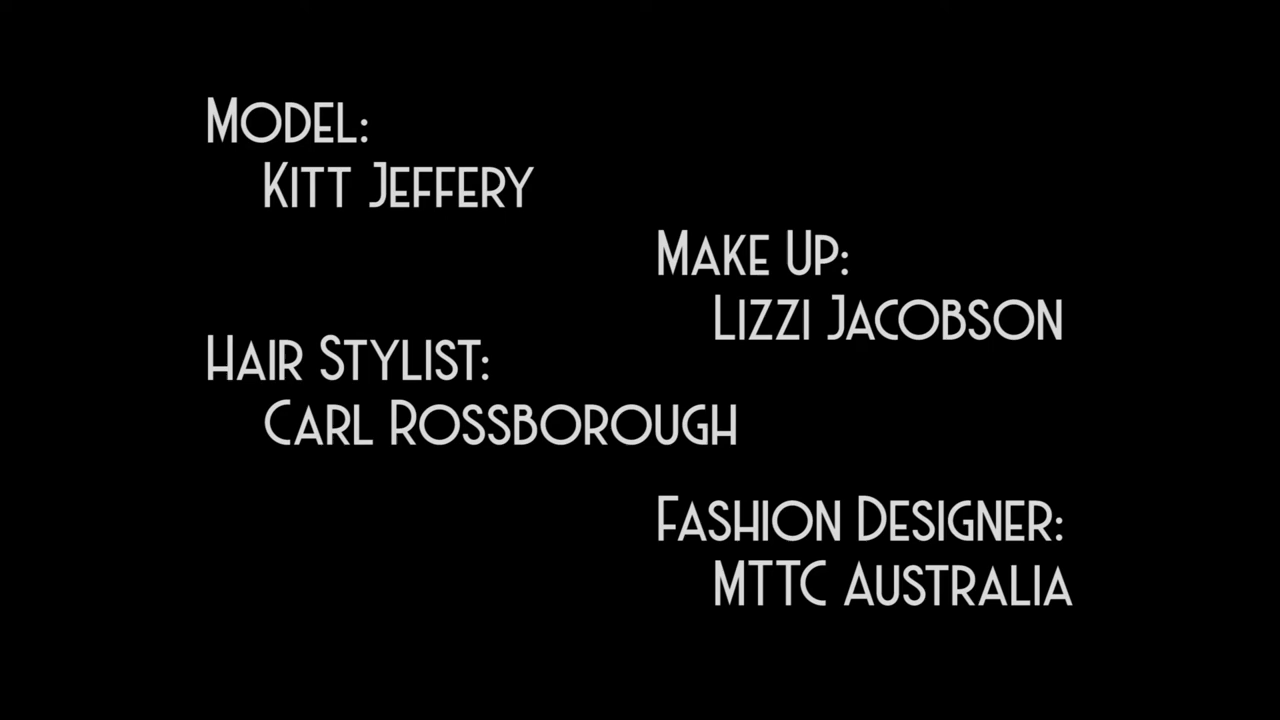 Model:
Kitt Jeffery
Make Up:
Lizzi Jacobson
Hair Stylist:
Carl Rossborough
Fashion Designer:
MTTC Australia